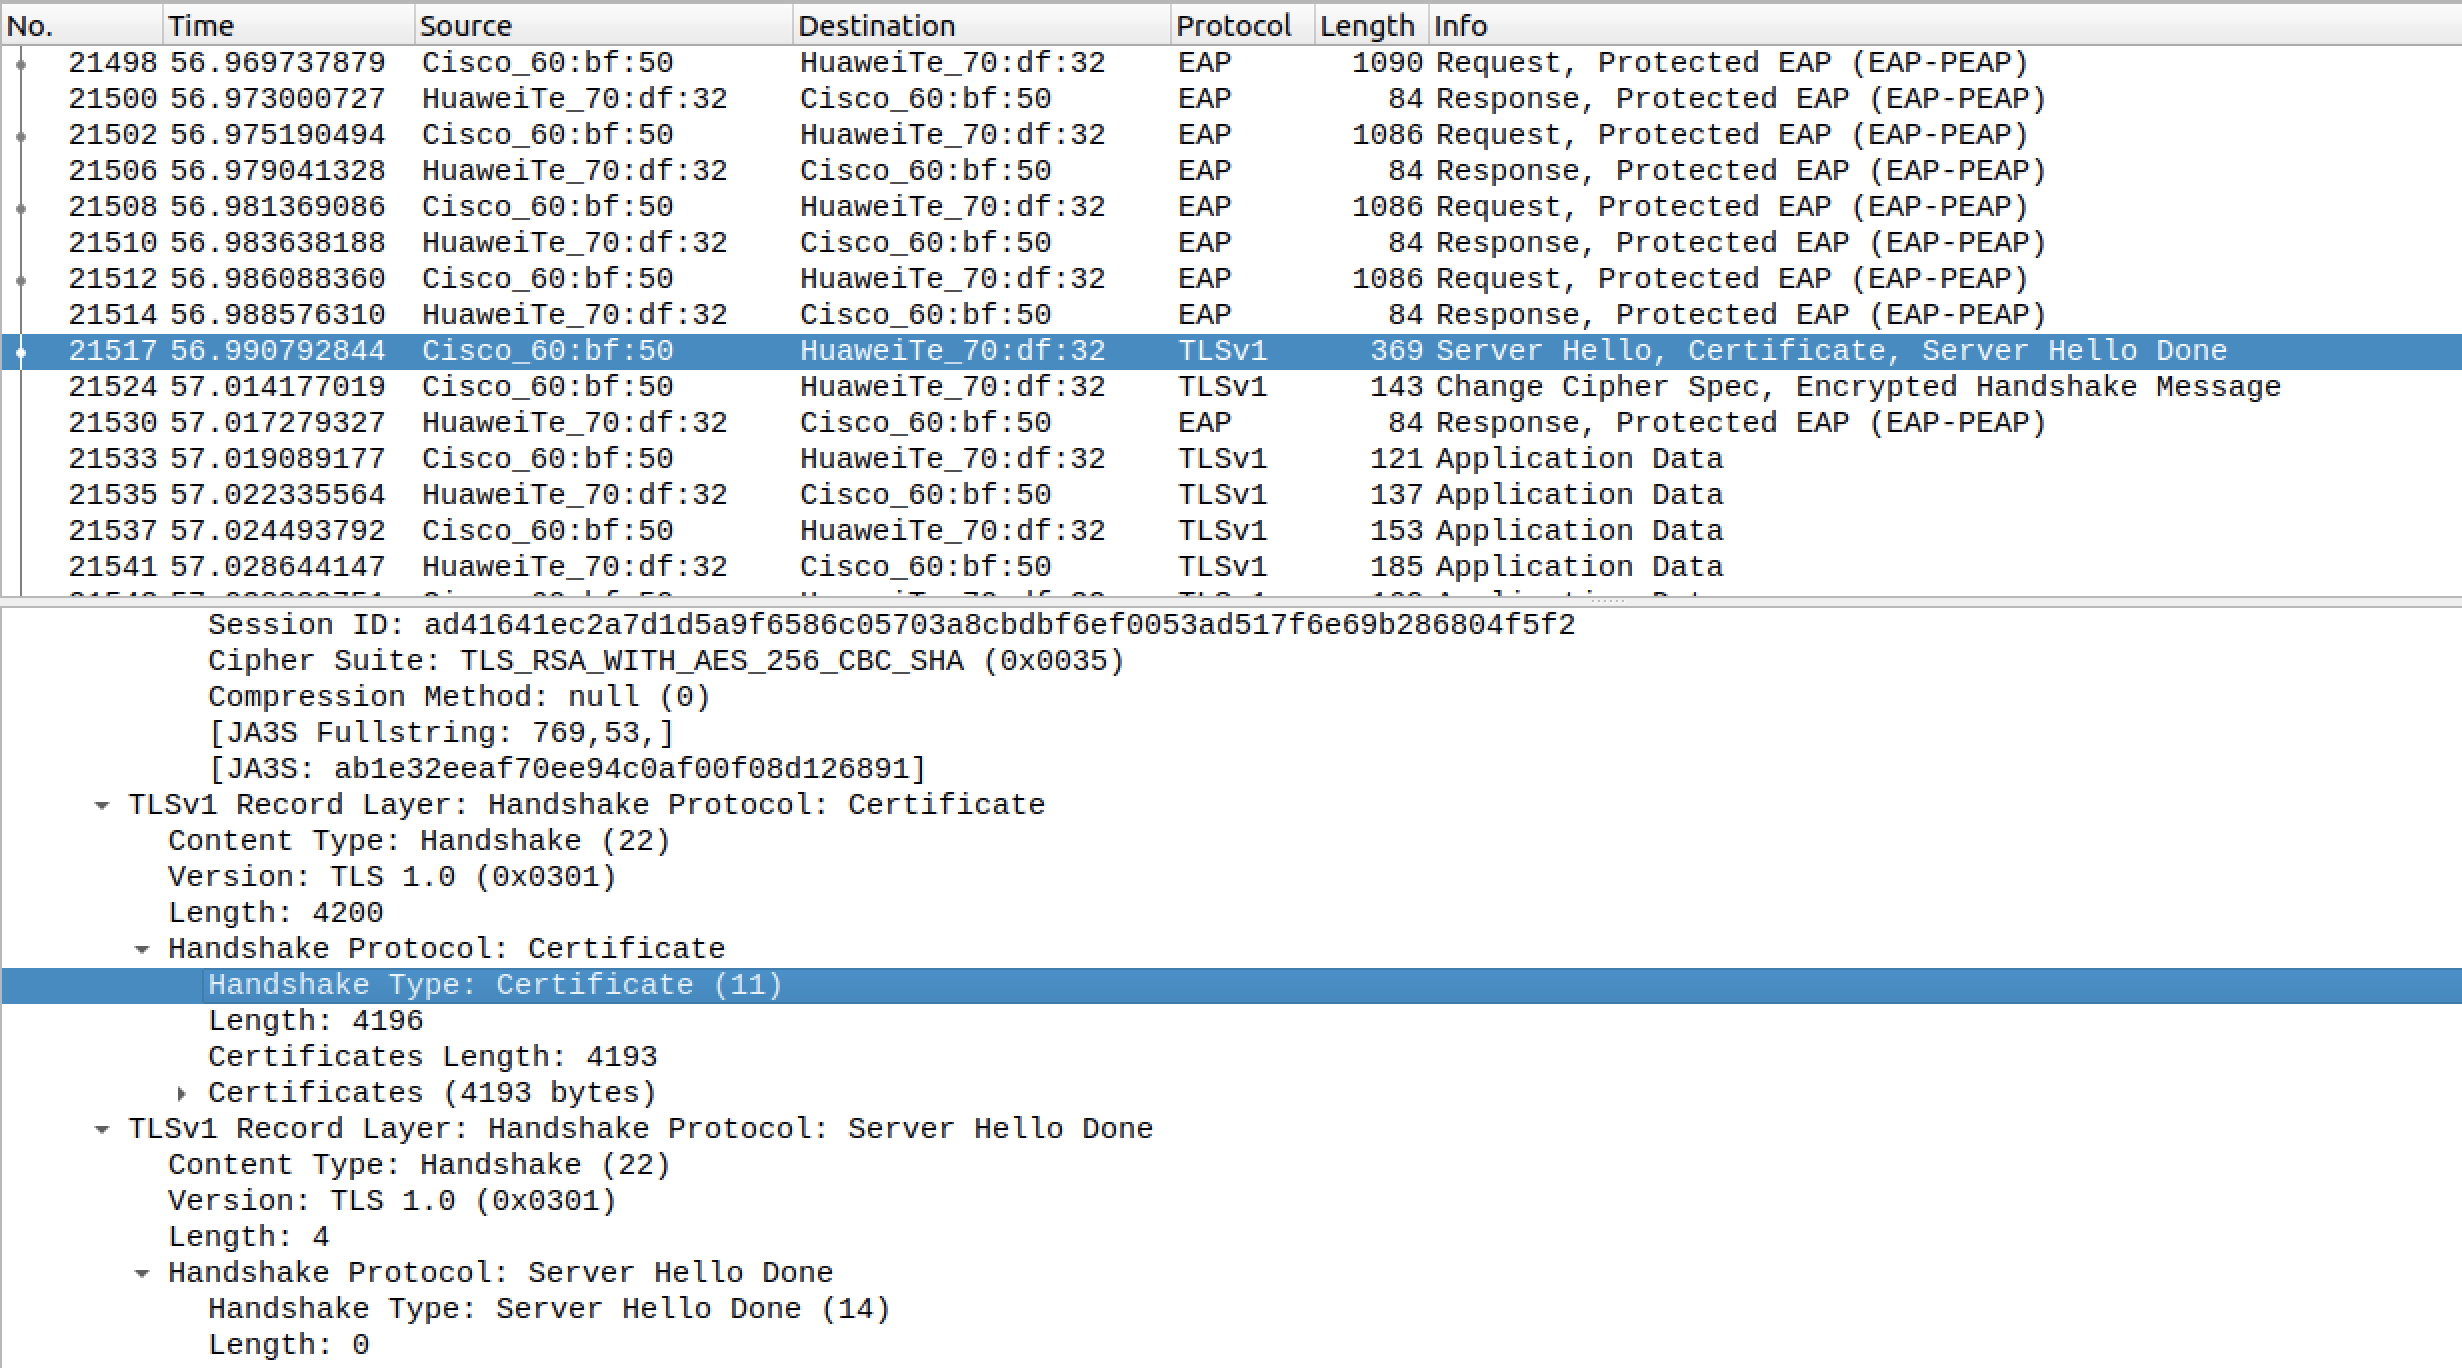 No. Time Source Destination Protocol Length Info
21498 56.969737879 Cisco_60:bf:50 HuaweiTe_70:df:32 EAP 1090 Request, Protected EAP (EAP-PEAP)
21500 56.973000727 HuaweiTe_70:df:32 Cisco_60:bf:50 EAP 84 Response, Protected EAP (EAP-PEAP)
21502 56.975190494 Cisco_60:bf:50 HuaweiTe_70:df:32 EAP 1086 Request, Protected EAP (EAP-PEAP)
21506 56.979041328 HuaweiTe_70:df:32 Cisco_60:bf:50 EAP 84 Response, Protected EAP (EAP-PEAP)
21508 56.981369086 Cisco_60:bf:50 HuaweiTe_70:df:32 EAP 1086 Request, Protected EAP (EAP-PEAP)
21510 56.983638188 HuaweiTe_70:df:32 Cisco_60:bf:50 EAP 84 Response, Protected EAP (EAP-PEAP)
21512 56.986088360 Cisco_60:bf:50 HuaweiTe_70:df:32 EAP 1086 Request, Protected EAP (EAP-PEAP)
21514 56.988576310 HuaweiTe_70:df:32 Cisco_60:bf:50 EAP 84 Response, Protected EAP (EAP-PEAP)
21517 56.990792844 Cisco_60:bf:50 HuaweiTe_70:df:32 TLSv1 369 Server Hello, Certificate, Server Hello Done
21524 57.014177019 Cisco_60:bf:50 HuaweiTe_70:df:32 TLSv1 143 Change Cipher Spec, Encrypted Handshake Message
21530 57.017279327 HuaweiTe_70:df:32 Cisco_60:bf:50 EAP 84 Response, Protected EAP (EAP-PEAP)
21533 57.019089177 Cisco_60:bf:50 HuaweiTe_70:df:32 TLSv1 121 Application Data
21535 57.022335564 HuaweiTe_70:df:32 Cisco_60:bf:50 TLSv1 137 Application Data
21537 57.024493792 Cisco_60:bf:50 HuaweiTe_70:df:32 TLSv1 153 Application Data
21541 57.028644147 HuaweiTe_70:df:32 Cisco_60:bf:50 TLSv1 185 Application Data
Session ID: ad41641ec2a7d1d5a9f6586c05703a8cbdbf6ef0053ad517f6e69b286804f5f2
Cipher Suite: TLS_RSA_WITH_AES_256_CBC_SHA (0x0035)
Compression Method: null (0)
[JA3S Fullstring: 769,53,]
[JA3S: ab1e32eeaf70ee94c0af00f08d126891]
TLSv1 Record Layer: Handshake Protocol: Certificate
Content Type: Handshake (22)
Version: TLS 1.0 (0x0301)
Length: 4200
Handshake Protocol: Certificate
Handshake Type: Certificate (11)
Length: 4196
Certificates Length: 4193
Certificates (4193 bytes)
TLSv1 Record Layer: Handshake Protocol: Server Hello Done
Content Type: Handshake (22)
Version: TLS 1.0 (0x0301)
Length: 4
Handshake Protocol: Server Hello Done
Handshake Type: Server Hello Done (14)
Length: 0